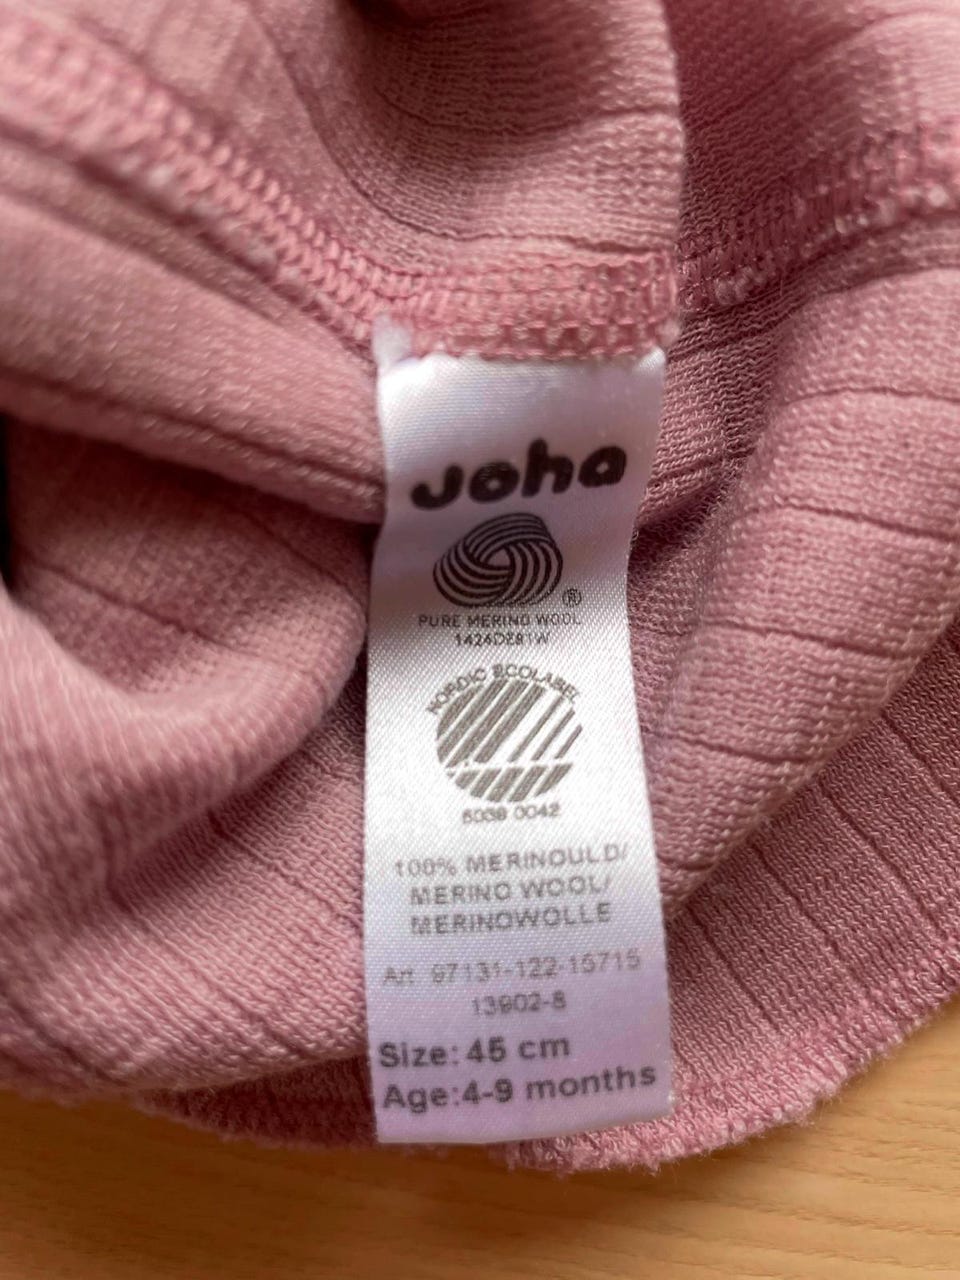 Joha
®
PURE MERINO WOOL
1424DE81W
NORDIC ECOLABEL
5039 0042
100% MERINOULD/
MERINO WOOL/
MERINOWOLLE
Art 97131-122-15715
13902-8
Size: 45 cm
Age:4-9 months